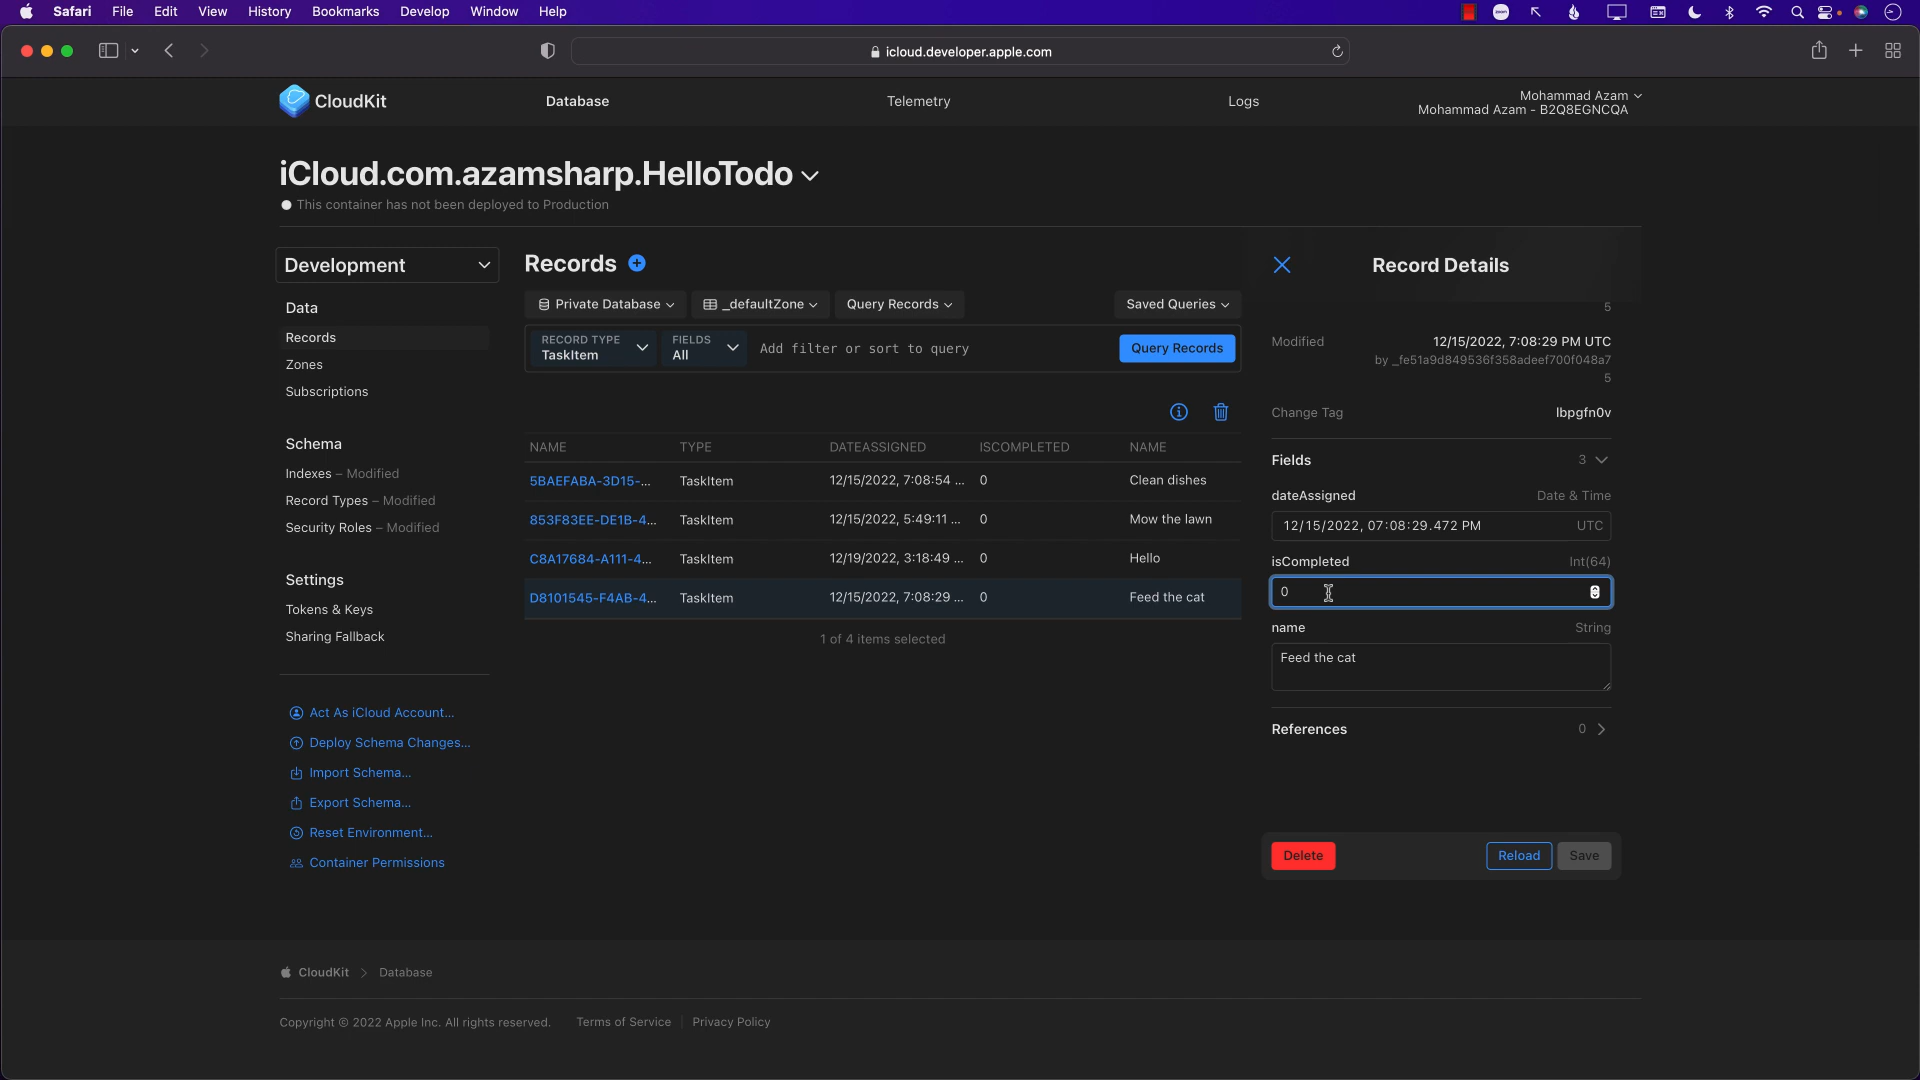 Safari File Edit View History Bookmarks Develop Window Help
icloud.developer.apple.com
CloudKit Database Telemetry Logs
Mohammad Azam
Mohammad Azam - B2Q8EGNCQA
iCloud.com.azamsharp.HelloTodo
This container has not been deployed to Production
Development
Data
Records
Zones
Subscriptions
Schema
Indexes – Modified
Record Types – Modified
Security Roles – Modified
Settings
Tokens & Keys
Sharing Fallback
Act As iCloud Account...
Deploy Schema Changes...
Import Schema...
Export Schema...
Reset Environment...
Container Permissions
Records
Private Database _defaultZone Query Records Saved Queries
RECORD TYPE
TaskItem
FIELDS
All
Add filter or sort to query
Query Records
NAME TYPE DATEASSIGNED ISCOMPLETED NAME
5BAEFABA-3D15-... TaskItem 12/15/2022, 7:08:54 ... 0 Clean dishes
853F83EE-DE1B-4... TaskItem 12/15/2022, 5:49:11 ... 0 Mow the lawn
C8A17684-A111-4... TaskItem 12/19/2022, 3:18:49 ... 0 Hello
D8101545-F4AB-4... TaskItem 12/15/2022, 7:08:29 ... 0 Feed the cat
1 of 4 items selected
Record Details
5
Modified 12/15/2022, 7:08:29 PM UTC
by _fe51a9d849536f358adeef700f048a7
5
Change Tag lbpgfn0v
Fields 3
dateAssigned Date & Time
12/15/2022, 07:08:29.472 PM UTC
isCompleted Int(64)
0
name String
Feed the cat
References 0
Delete Reload Save
CloudKit Database
Copyright © 2022 Apple Inc. All rights reserved. Terms of Service Privacy Policy